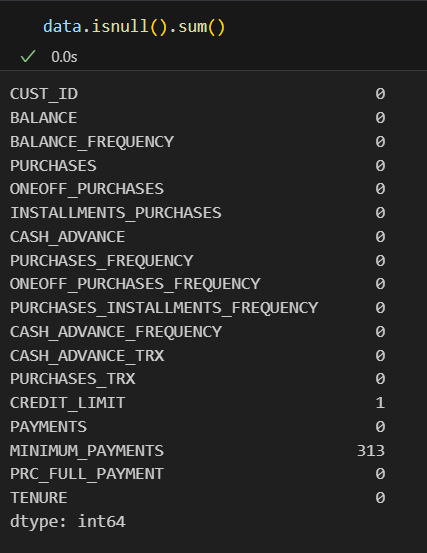 data.isnull().sum()
0.0s
CUST_ID 0
BALANCE 0
BALANCE_FREQUENCY 0
PURCHASES 0
ONEOFF_PURCHASES 0
INSTALLMENTS_PURCHASES 0
CASH_ADVANCE 0
PURCHASES_FREQUENCY 0
ONEOFF_PURCHASES_FREQUENCY 0
PURCHASES_INSTALLMENTS_FREQUENCY 0
CASH_ADVANCE_FREQUENCY 0
CASH_ADVANCE_TRX 0
PURCHASES_TRX 0
CREDIT_LIMIT 1
PAYMENTS 0
MINIMUM_PAYMENTS 313
PRC_FULL_PAYMENT 0
TENURE 0
dtype: int64